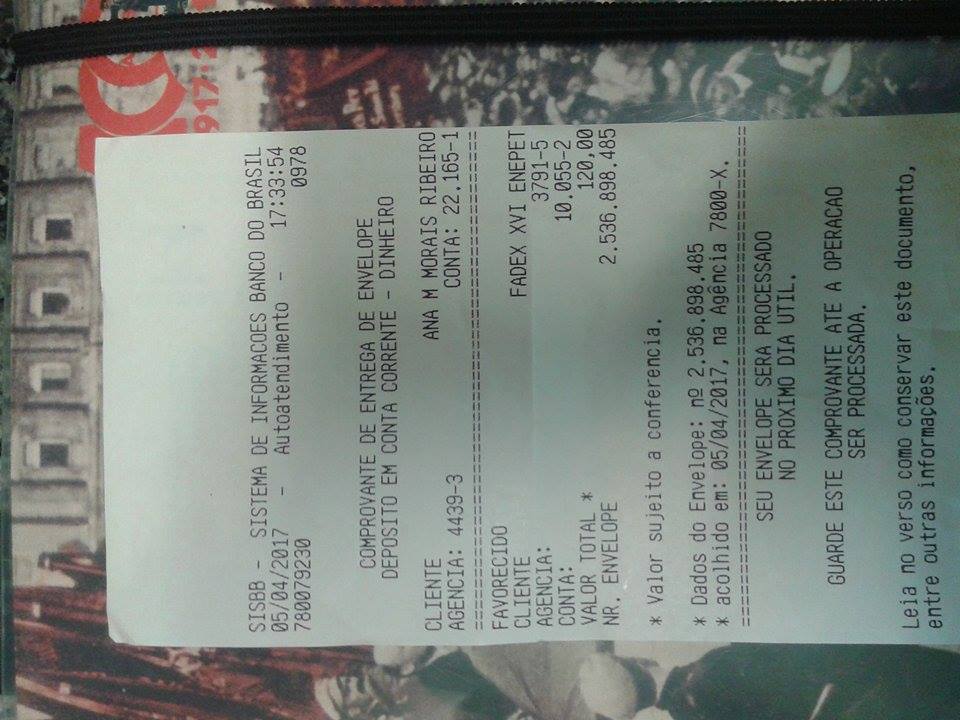 SISBB - SISTEMA DE INFORMACOES BANCO DO BRASIL
05/04/2017 - Autoatendimento - 17:33:54
780079230 0978
COMPROVANTE DE ENTREGA DE ENVELOPE
DEPOSITO EM CONTA CORRENTE - DINHEIRO
CLIENTE ANA M MORAIS RIBEIRO
AGENCIA: 4439-3 CONTA: 22.165-1
================================================
FAVORECIDO
CLIENTE FADEX XVI ENEPET
AGENCIA: 3791-5
CONTA: 10.055-2
VALOR TOTAL * 120,00
NR. ENVELOPE 2.536.898.485
* Valor sujeito a conferencia.
* Dados do Envelope: nº 2.536.898.485
* acolhido em: 05/04/2017, na Agência 7800-X.
================================================
SEU ENVELOPE SERA PROCESSADO
NO PROXIMO DIA UTIL.
GUARDE ESTE COMPROVANTE ATE A OPERACAO
SER PROCESSADA.
Leia no verso como conservar este documento,
entre outras informações.